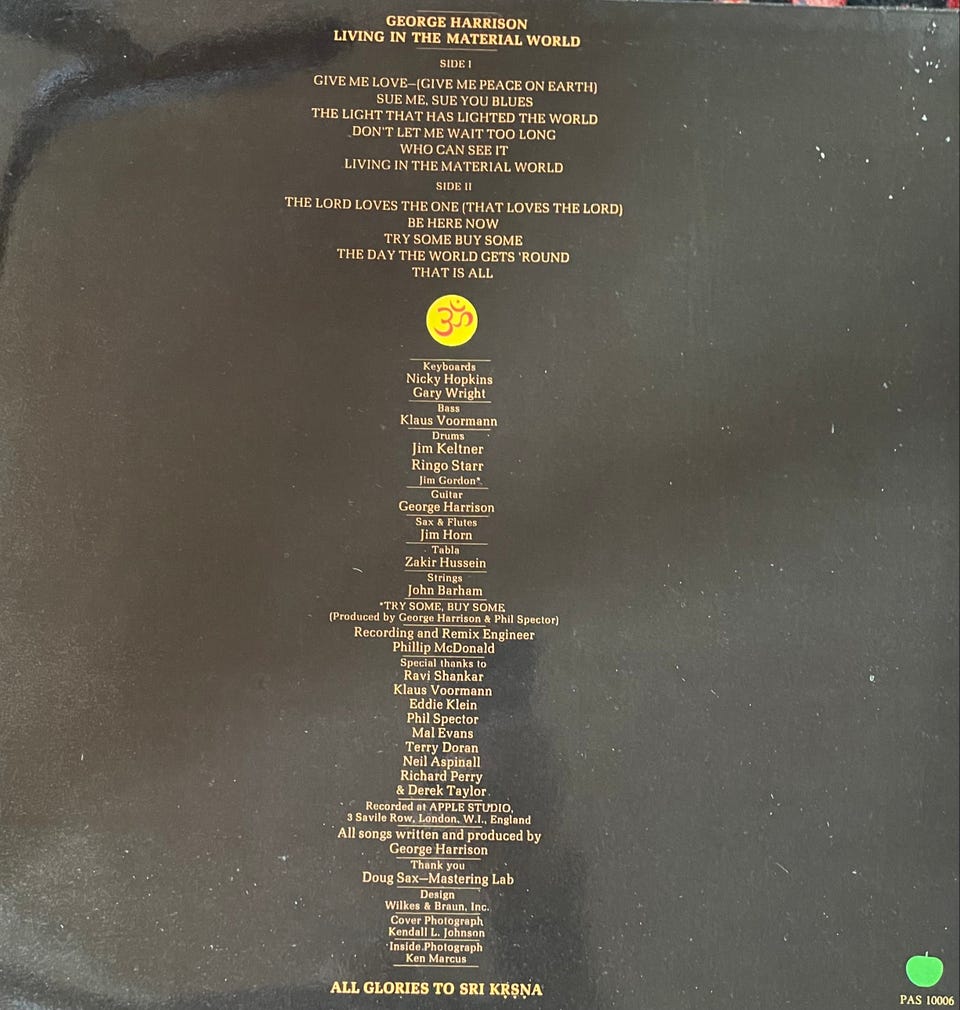 GEORGE HARRISON
LIVING IN THE MATERIAL WORLD
SIDE I
GIVE ME LOVE—(GIVE ME PEACE ON EARTH)
SUE ME, SUE YOU BLUES
THE LIGHT THAT HAS LIGHTED THE WORLD
DON'T LET ME WAIT TOO LONG
WHO CAN SEE IT
LIVING IN THE MATERIAL WORLD
SIDE II
THE LORD LOVES THE ONE (THAT LOVES THE LORD)
BE HERE NOW
TRY SOME BUY SOME
THE DAY THE WORLD GETS 'ROUND
THAT IS ALL
ॐ
Keyboards
Nicky Hopkins
Gary Wright
Bass
Klaus Voormann
Drums
Jim Keltner
Ringo Starr
Jim Gordon*
Guitar
George Harrison
Sax & Flutes
Jim Horn
Tabla
Zakir Hussein
Strings
John Barham
*TRY SOME, BUY SOME
(Produced by George Harrison & Phil Spector)
Recording and Remix Engineer
Phillip McDonald
Special thanks to
Ravi Shankar
Klaus Voormann
Eddie Klein
Phil Spector
Mal Evans
Terry Doran
Neil Aspinall
Richard Perry
& Derek Taylor
Recorded at APPLE STUDIO,
3 Savile Row, London, W.I., England
All songs written and produced by
George Harrison
Thank you
Doug Sax—Mastering Lab
Design
Wilkes & Braun, Inc.
Cover Photograph
Kendall L. Johnson
Inside Photograph
Ken Marcus
ALL GLORIES TO SRI KṚṢṆA
PAS 10006